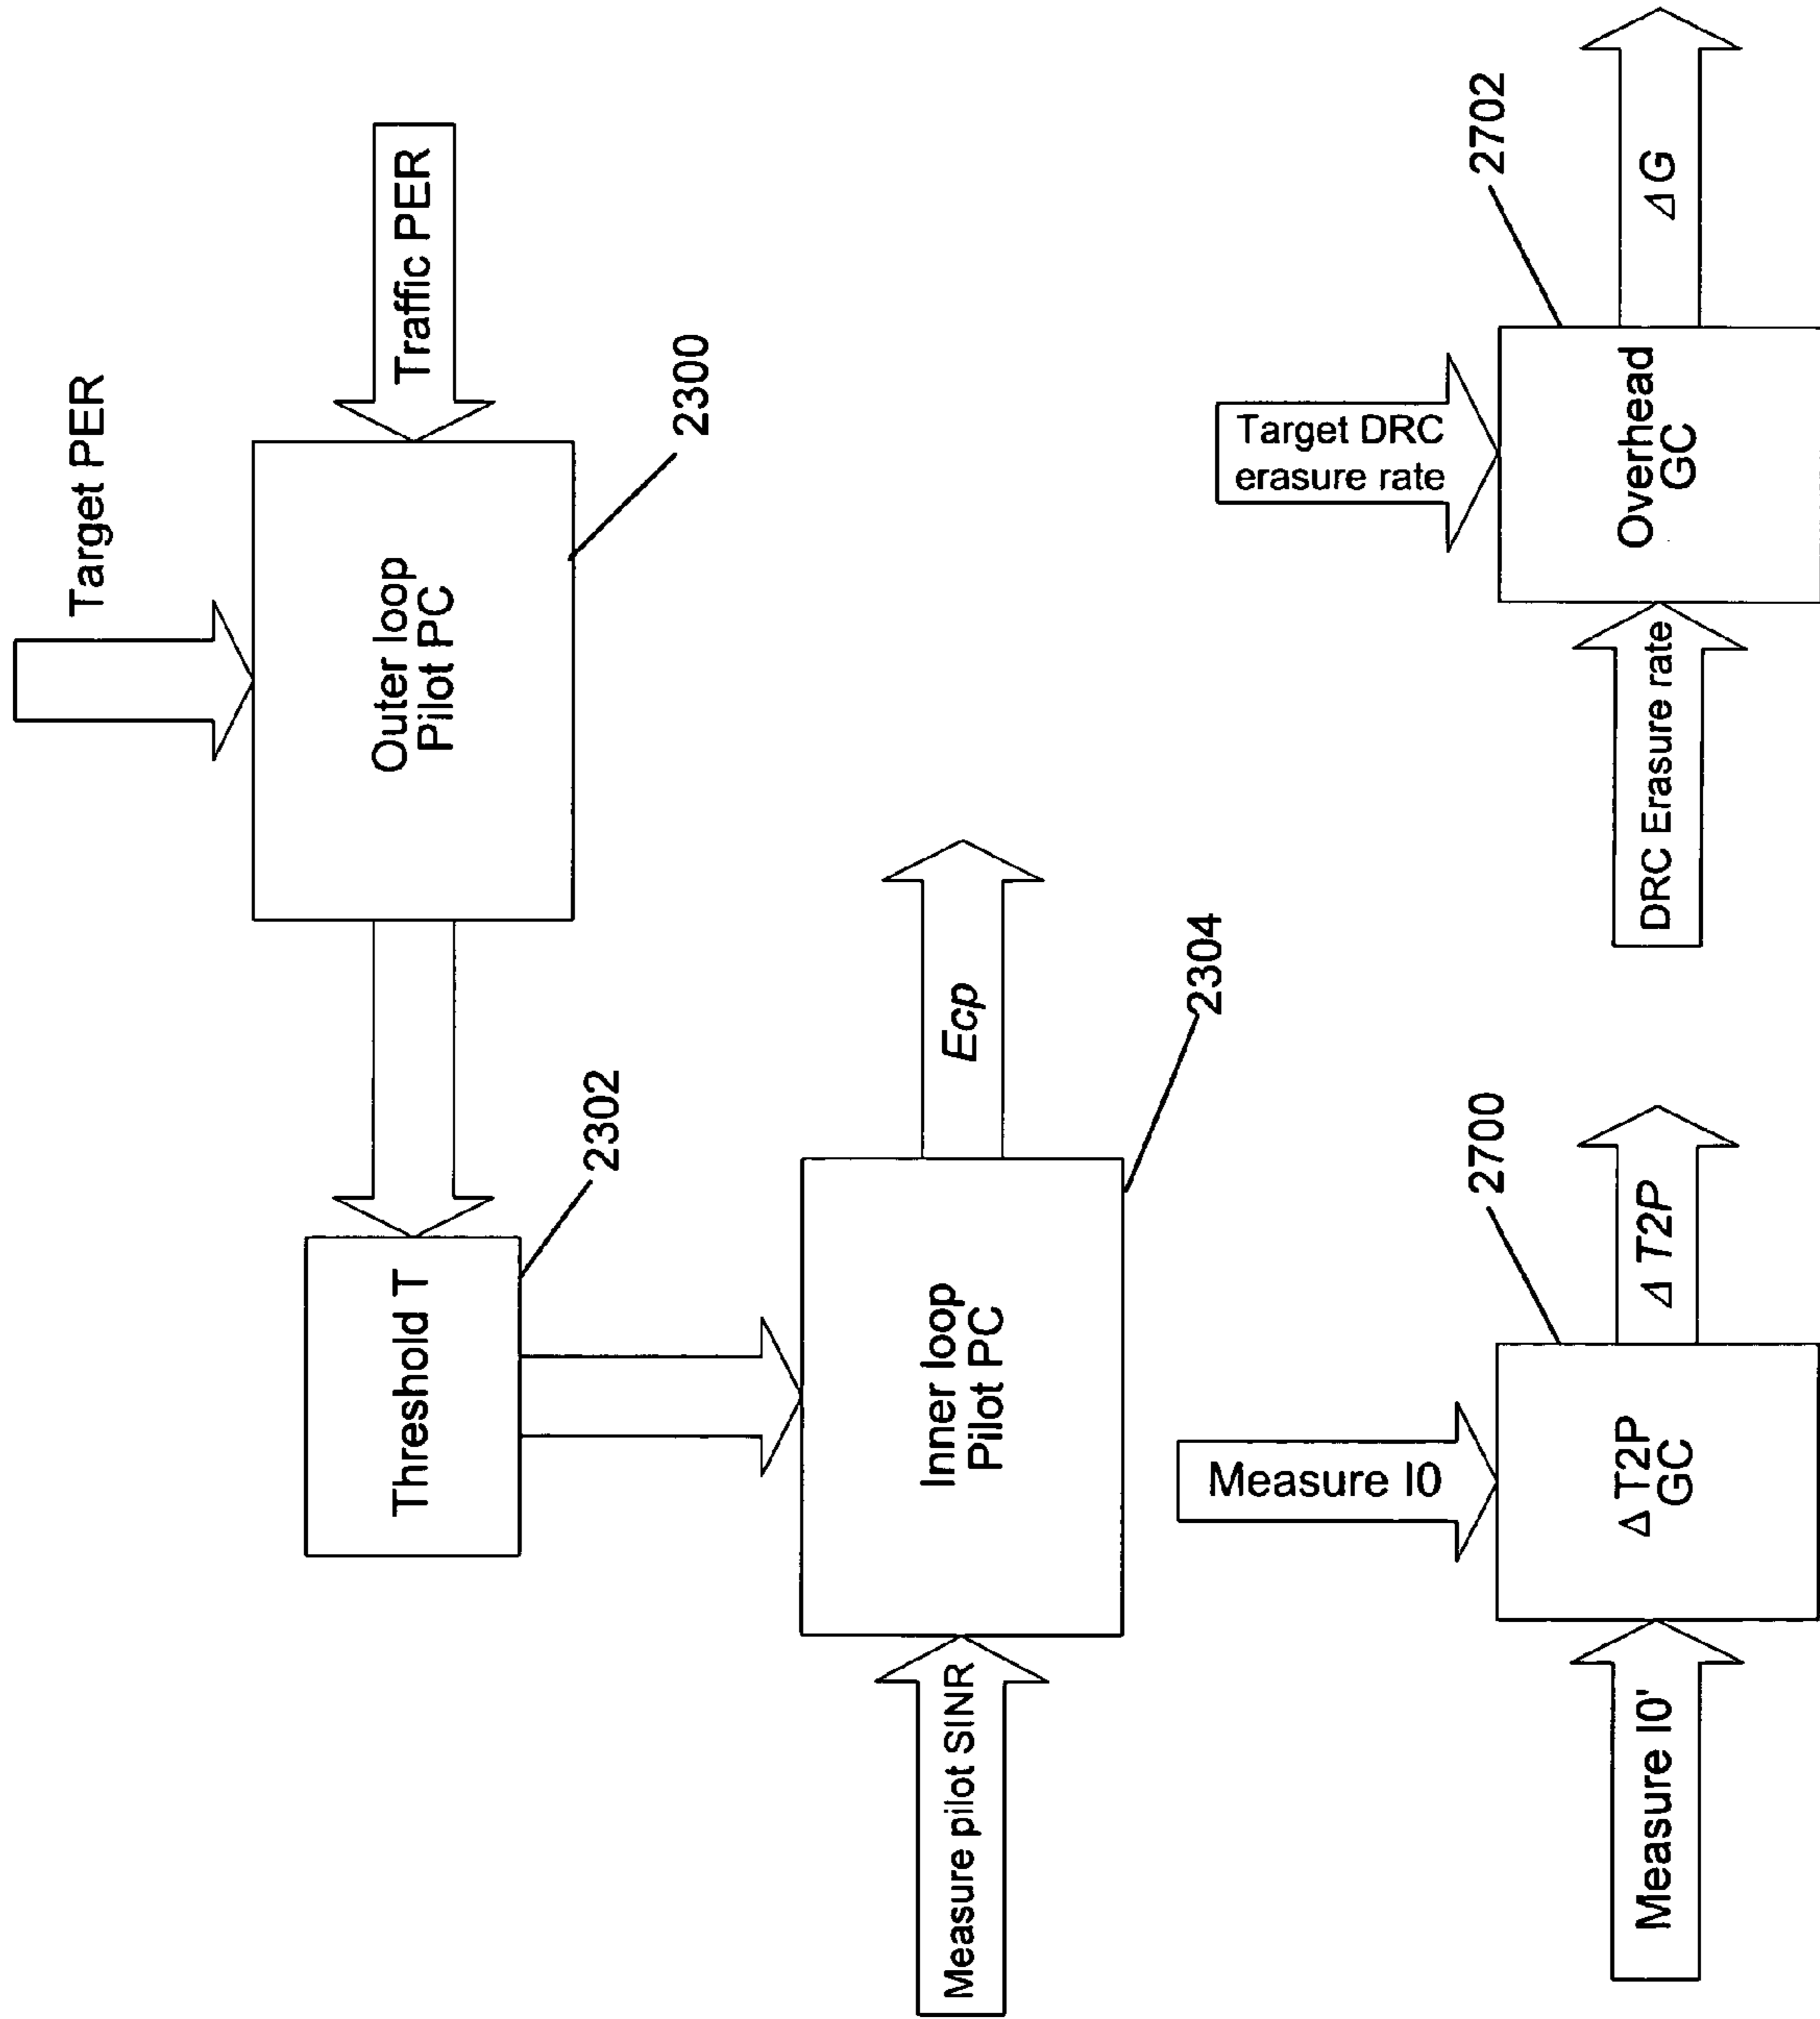 Target PER
Outer loop
Pilot PC
Traffic PER
2300
Threshold T
2302
Measure pilot SINR
Inner loop
Pilot PC
Ecp
2304
Measure I0
Measure I0'
Δ T2P
GC
2700
Δ T2P
Target DRC
erasure rate
DRC Erasure rate
Overhead
GC
2702
Δ G